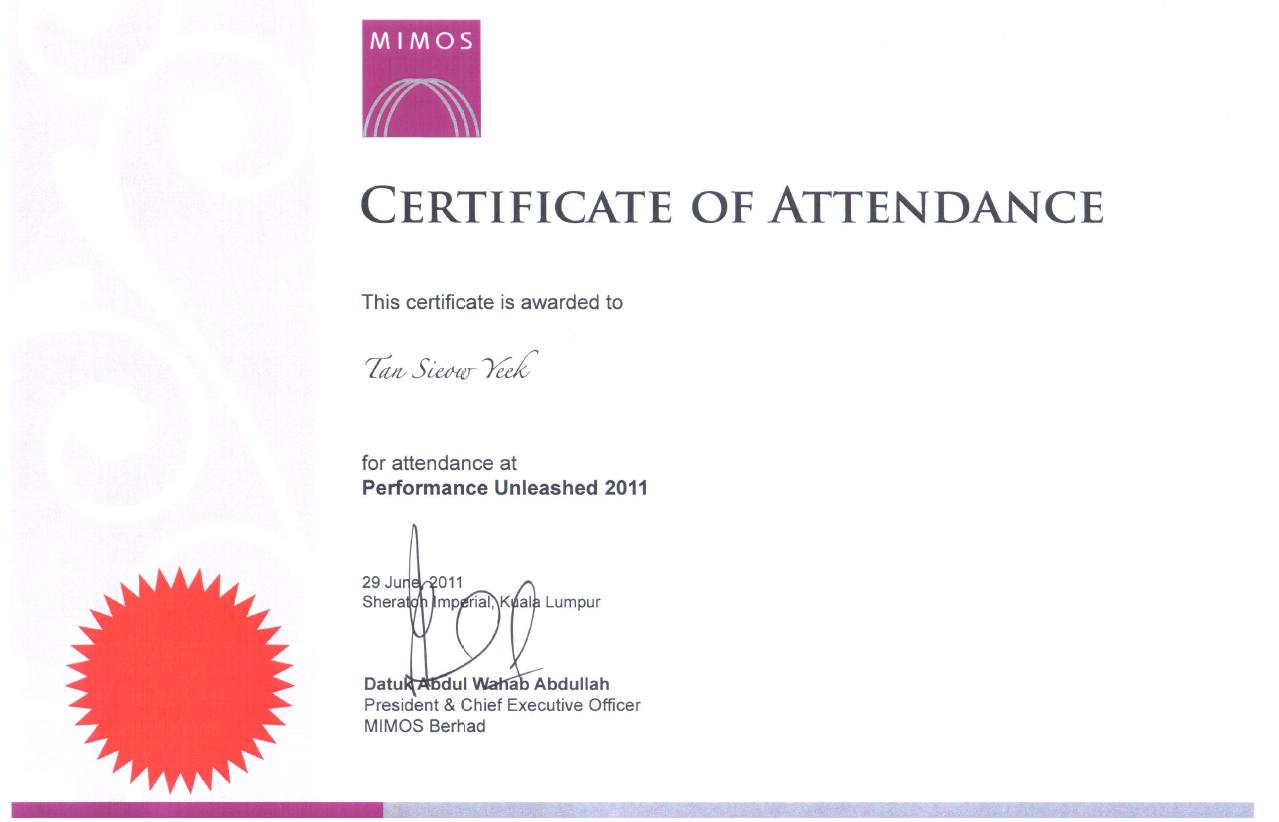 MIMOS
CERTIFICATE OF ATTENDANCE
This certificate is awarded to
Tan Sieow Yeek
for attendance at
Performance Unleashed 2011
29 June, 2011
Sheraton Imperial, Kuala Lumpur
Datuk Abdul Wahab Abdullah
President & Chief Executive Officer
MIMOS Berhad